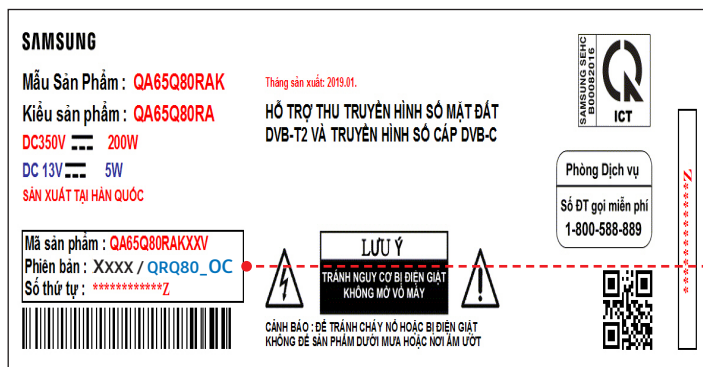 SAMSUNG
Mẫu Sản Phẩm : QA65Q80RAK
Kiểu sản phẩm : QA65Q80RA
DC350V 200W
DC 13V 5W
SẢN XUẤT TẠI HÀN QUỐC
Tháng sản xuất: 2019.01.
HỖ TRỢ THU TRUYỀN HÌNH SỐ MẶT ĐẤT
DVB-T2 VÀ TRUYỀN HÌNH SỐ CÁP DVB-C
SAMSUNG SEHC
B00082016
ICT
Phòng Dịch vụ
Số ĐT gọi miễn phí
1-800-588-889
Mã sản phẩm : QA65Q80RAKXXV
Phiên bản : XXXX / QRQ80_OC
Số thứ tự : ************Z
LƯU Ý
TRÁNH NGUY CƠ BỊ ĐIỆN GIẬT
KHÔNG MỞ VỎ MÁY
CẢNH BÁO : ĐỂ TRÁNH CHÁY NỔ HOẶC BỊ ĐIỆN GIẬT
KHÔNG ĐỂ SẢN PHẨM DƯỚI MƯA HOẶC NƠI ẨM ƯỚT
**************Z